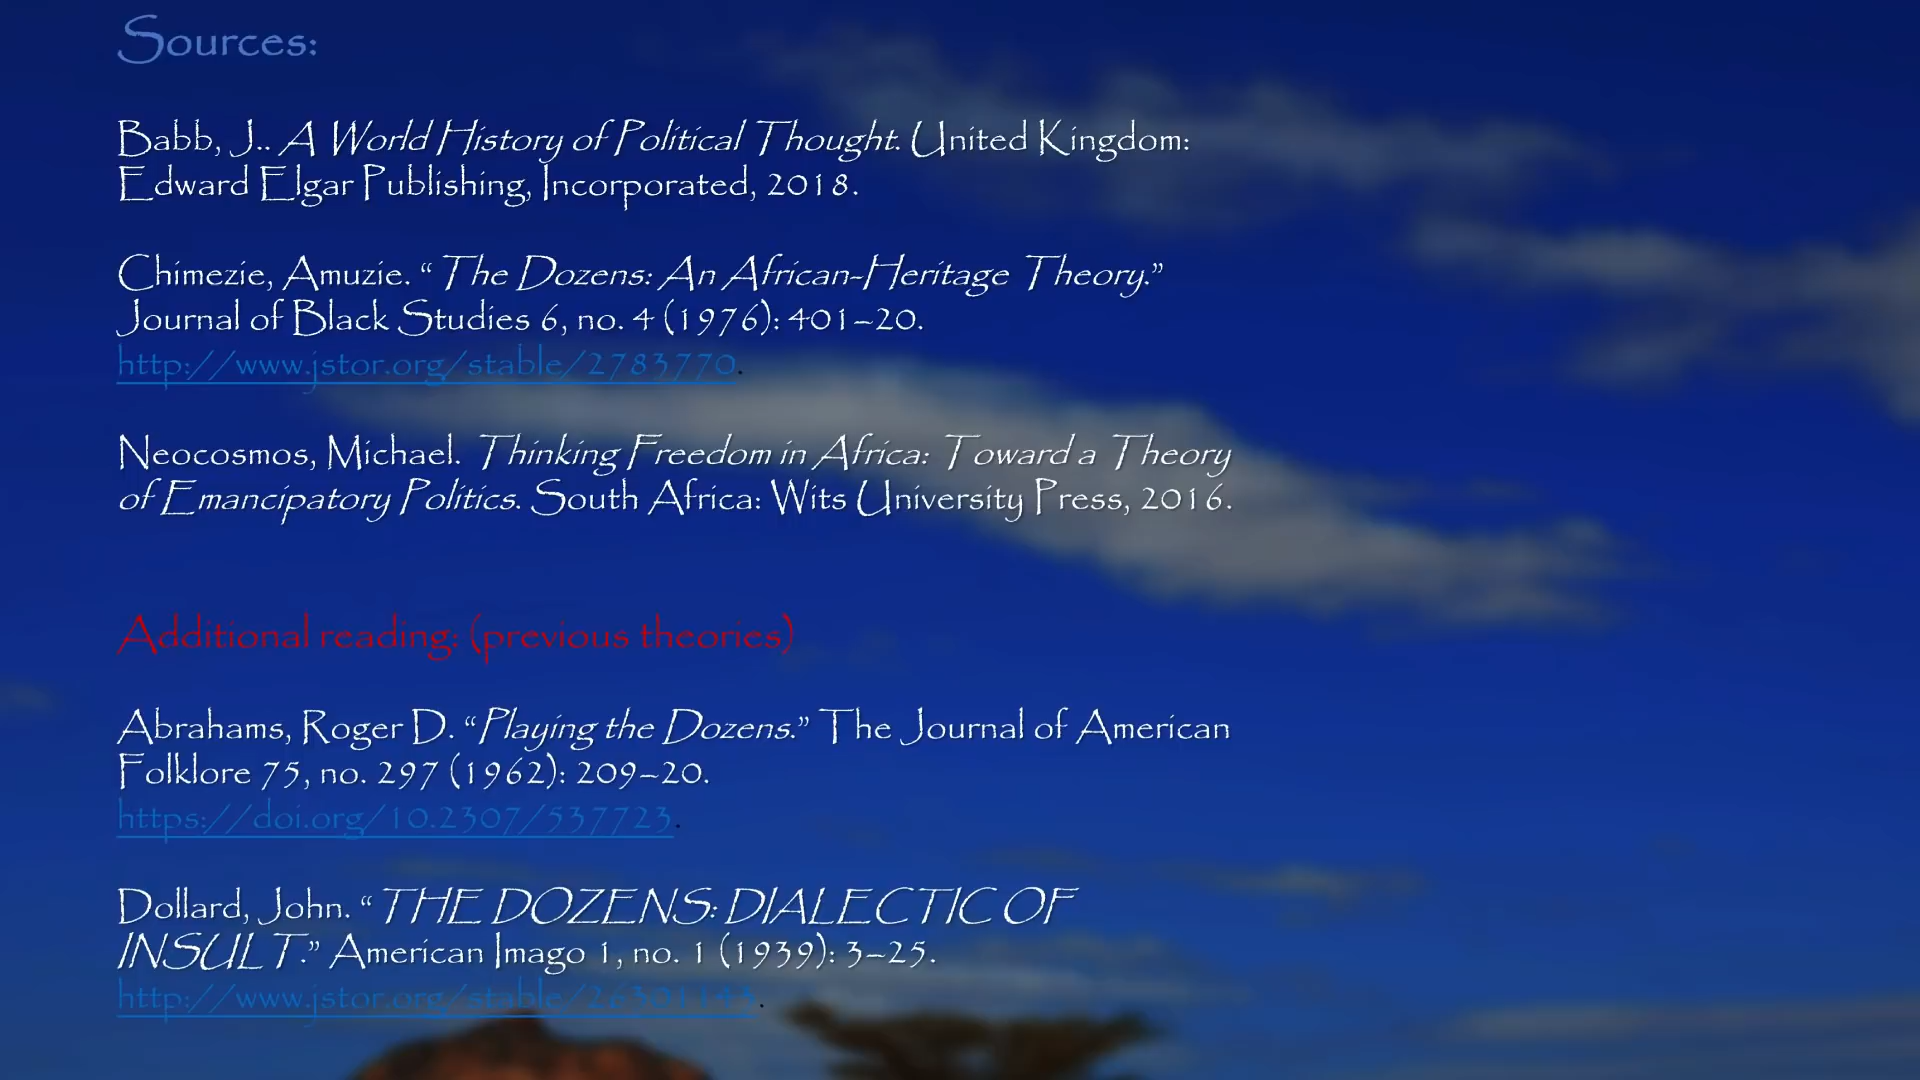 Sources:
Babb, J.. A World History of Political Thought. United Kingdom:
Edward Elgar Publishing, Incorporated, 2018.
Chimezie, Amuzie. “The Dozens: An African-Heritage Theory.”
Journal of Black Studies 6, no. 4 (1976): 401–20.
http://www.jstor.org/stable/2783770.
Neocosmos, Michael. Thinking Freedom in Africa: Toward a Theory
of Emancipatory Politics. South Africa: Wits University Press, 2016.
Additional reading: (previous theories)
Abrahams, Roger D. “Playing the Dozens.” The Journal of American
Folklore 75, no. 297 (1962): 209–20.
https://doi.org/10.2307/537723.
Dollard, John. “THE DOZENS: DIALECTIC OF
INSULT.” American Imago 1, no. 1 (1939): 3–25.
http://www.jstor.org/stable/26301143.